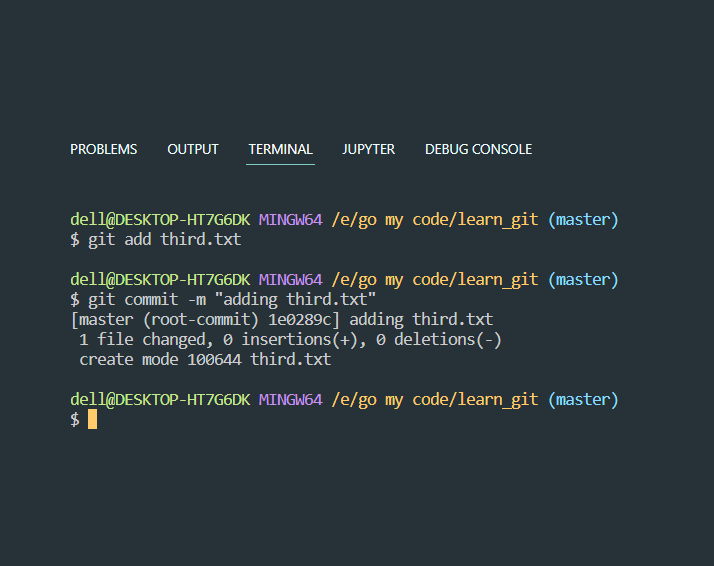 PROBLEMS OUTPUT TERMINAL JUPYTER DEBUG CONSOLE
dell@DESKTOP-HT7G6DK MINGW64 /e/go my code/learn_git (master)
$ git add third.txt
dell@DESKTOP-HT7G6DK MINGW64 /e/go my code/learn_git (master)
$ git commit -m "adding third.txt"
[master (root-commit) 1e0289c] adding third.txt
 1 file changed, 0 insertions(+), 0 deletions(-)
 create mode 100644 third.txt
dell@DESKTOP-HT7G6DK MINGW64 /e/go my code/learn_git (master)
$